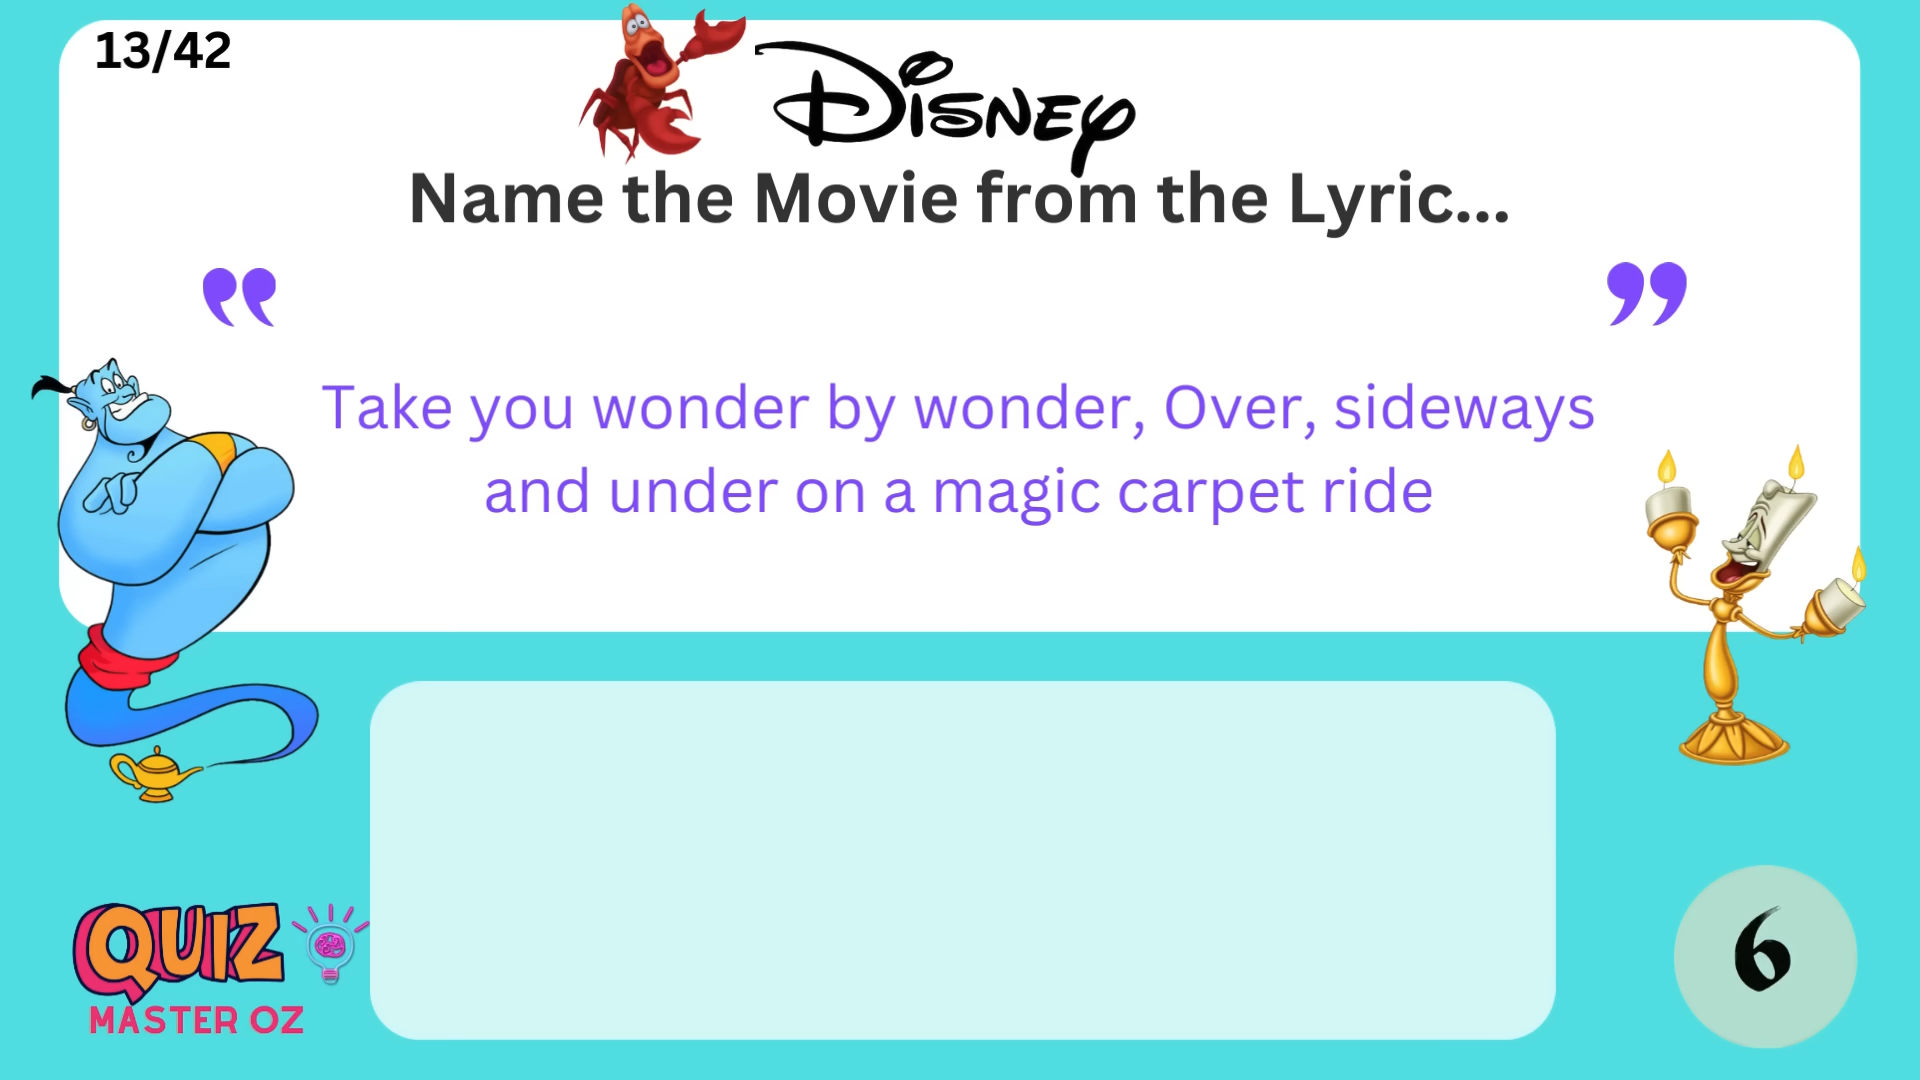 13/42
Disney
Name the Movie from the Lyric...
"
"
Take you wonder by wonder, Over, sideways
and under on a magic carpet ride
QUIZ
MASTER OZ
6